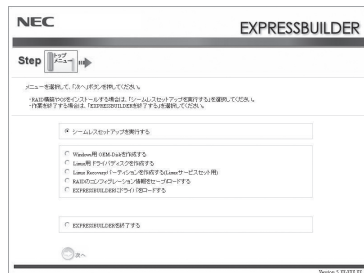 NEC
EXPRESSBUILDER
Step
トップ
メニュー
メニューを選択して、「次へ」ボタンを押してください。
・RAID構築やOSをインストールする場合は、「シームレスセットアップを実行する」を選択してください。
・作業を終了する場合は、「EXPRESSBUILDERを終了する」を選択してください。
シームレスセットアップを実行する
Windows用 OEM-Diskを作成する
Linux用 ドライバディスクを作成する
Linux Recoveryパーティションを作成する(Linuxサービスセット用)
RAIDのコンフィグレーション情報をセーブ/ロードする
EXPRESSBUILDERにドライバをロードする
EXPRESSBUILDERを終了する
次へ